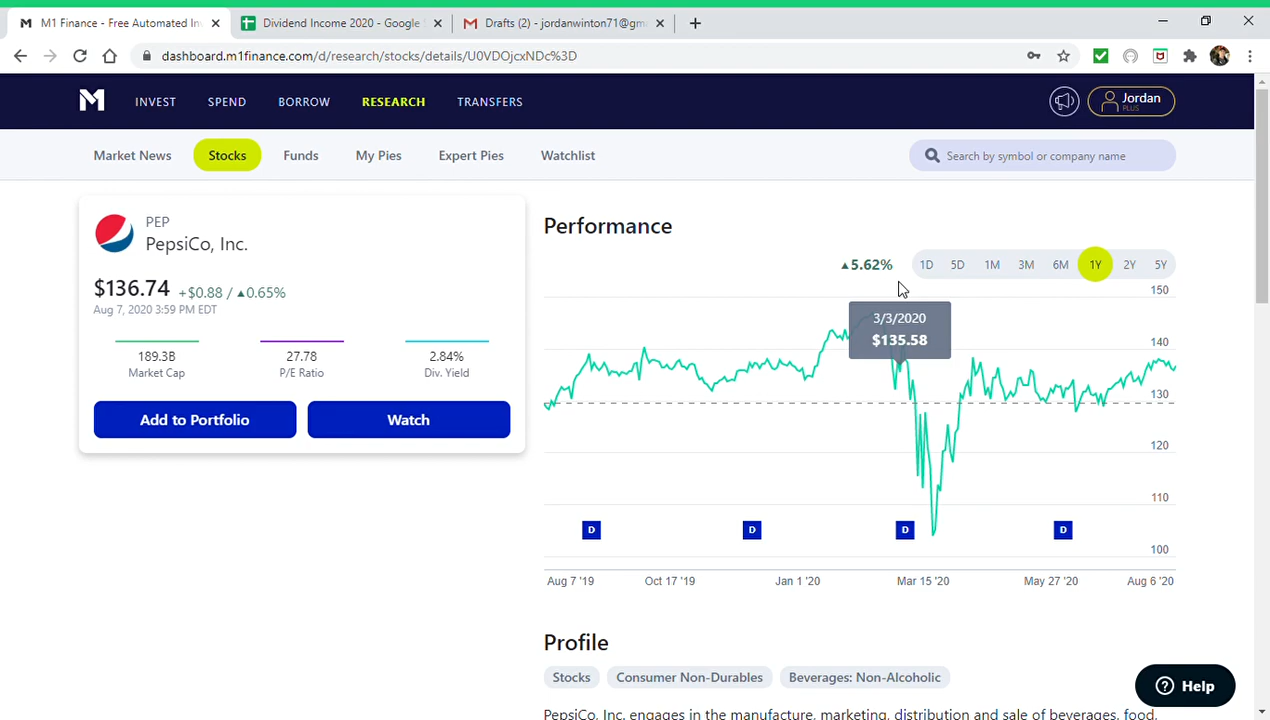 M1 Finance - Free Automated In
Dividend Income 2020 - Google
Drafts (2) - jordanwinton71@gm
dashboard.m1finance.com/d/research/stocks/details/U0VDOjcxNDc%3D
INVEST SPEND BORROW RESEARCH TRANSFERS
Jordan
PLUS
Market News Stocks Funds My Pies Expert Pies Watchlist
Search by symbol or company name
PEP
PepsiCo, Inc.
$136.74 +$0.88 / ▲0.65%
Aug 7, 2020 3:59 PM EDT
189.3B 27.78 2.84%
Market Cap P/E Ratio Div. Yield
Add to Portfolio Watch
Performance
▲5.62% 1D 5D 1M 3M 6M 1Y 2Y 5Y
150
3/3/2020
$135.58
140
130
120
110
D D D D
100
Aug 7 '19 Oct 17 '19 Jan 1 '20 Mar 15 '20 May 27 '20 Aug 6 '20
Profile
Stocks Consumer Non-Durables Beverages: Non-Alcoholic
PepsiCo, Inc. engages in the manufacture, marketing, distribution and sale of beverages, food,
Help